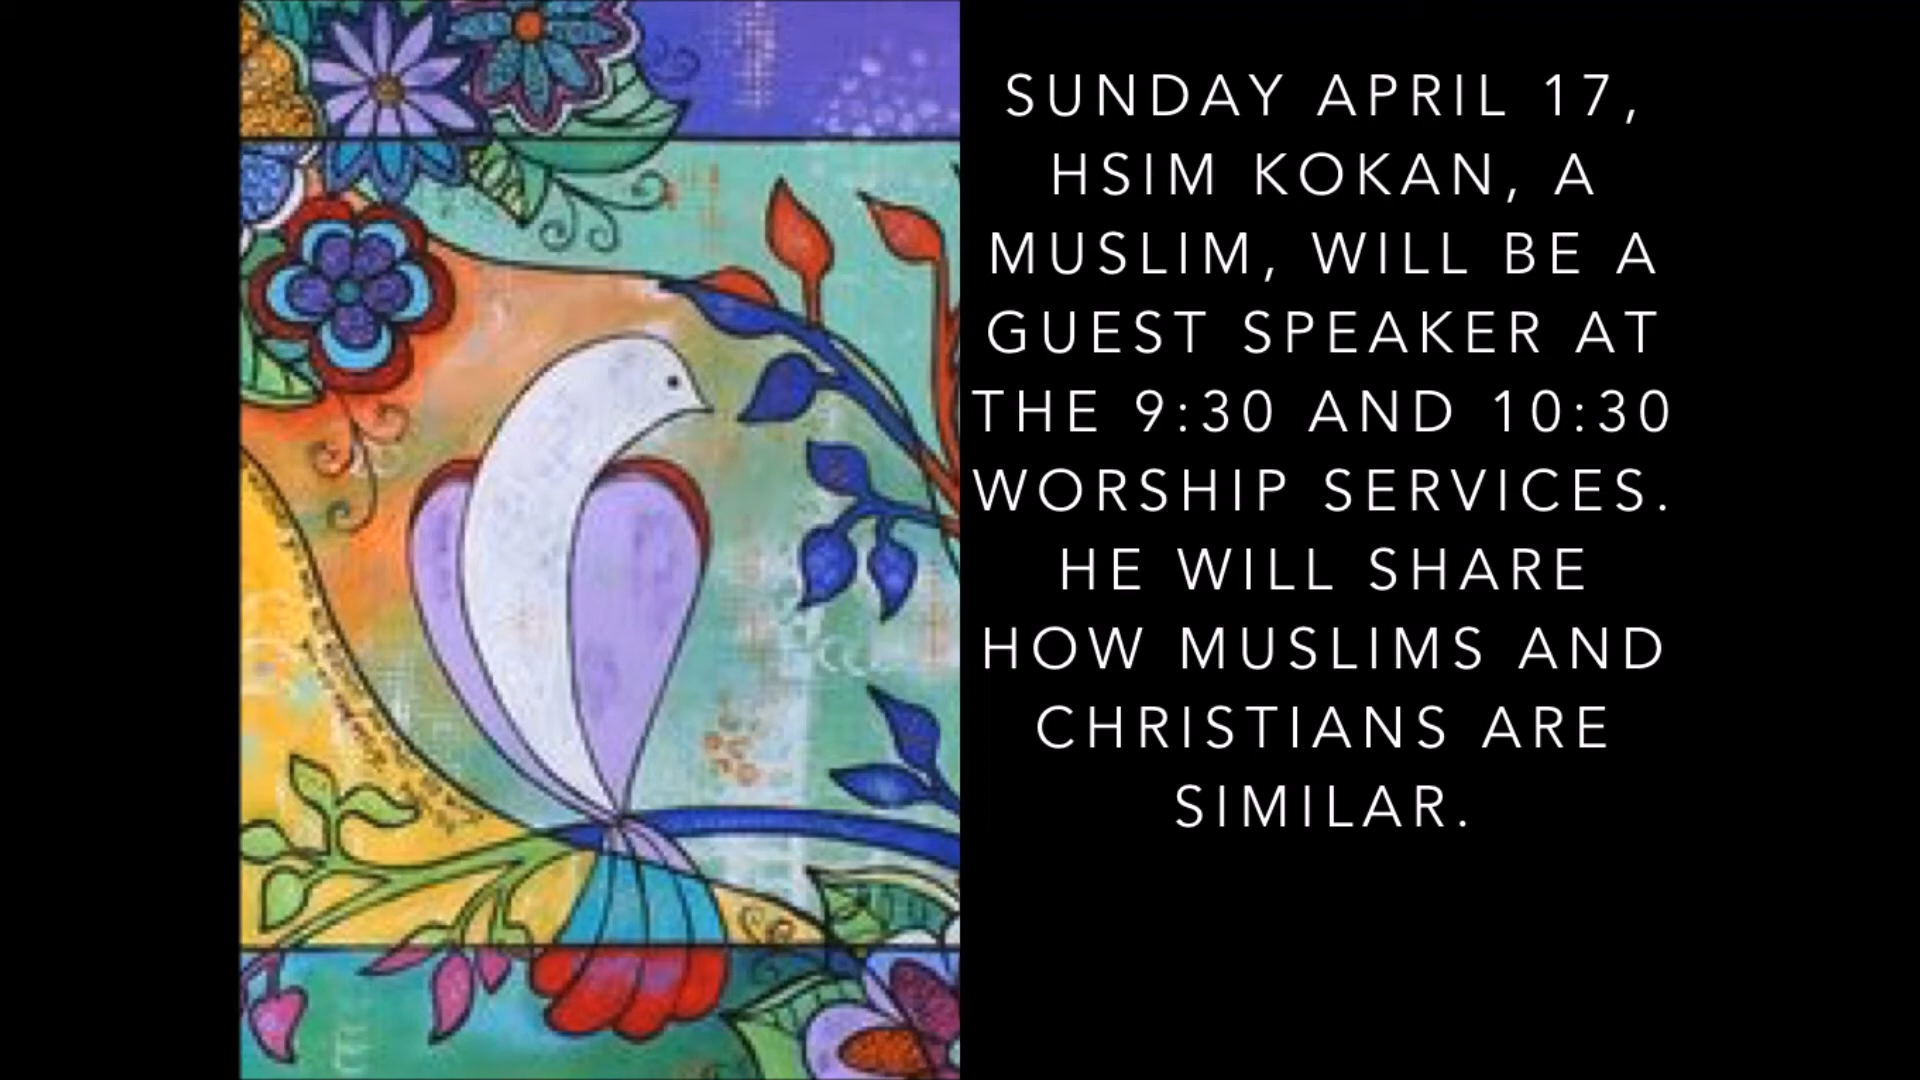 SUNDAY APRIL 17,
HSIM KOKAN, A
MUSLIM, WILL BE A
GUEST SPEAKER AT
THE 9:30 AND 10:30
WORSHIP SERVICES.
HE WILL SHARE
HOW MUSLIMS AND
CHRISTIANS ARE
SIMILAR.